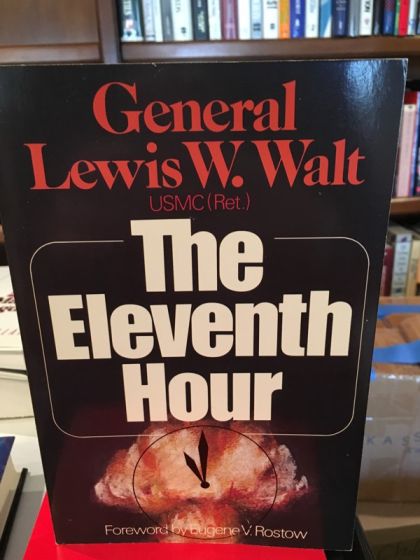 General
Lewis W. Walt
USMC (Ret.)
The
Eleventh
Hour
Foreword by Eugene V. Rostow